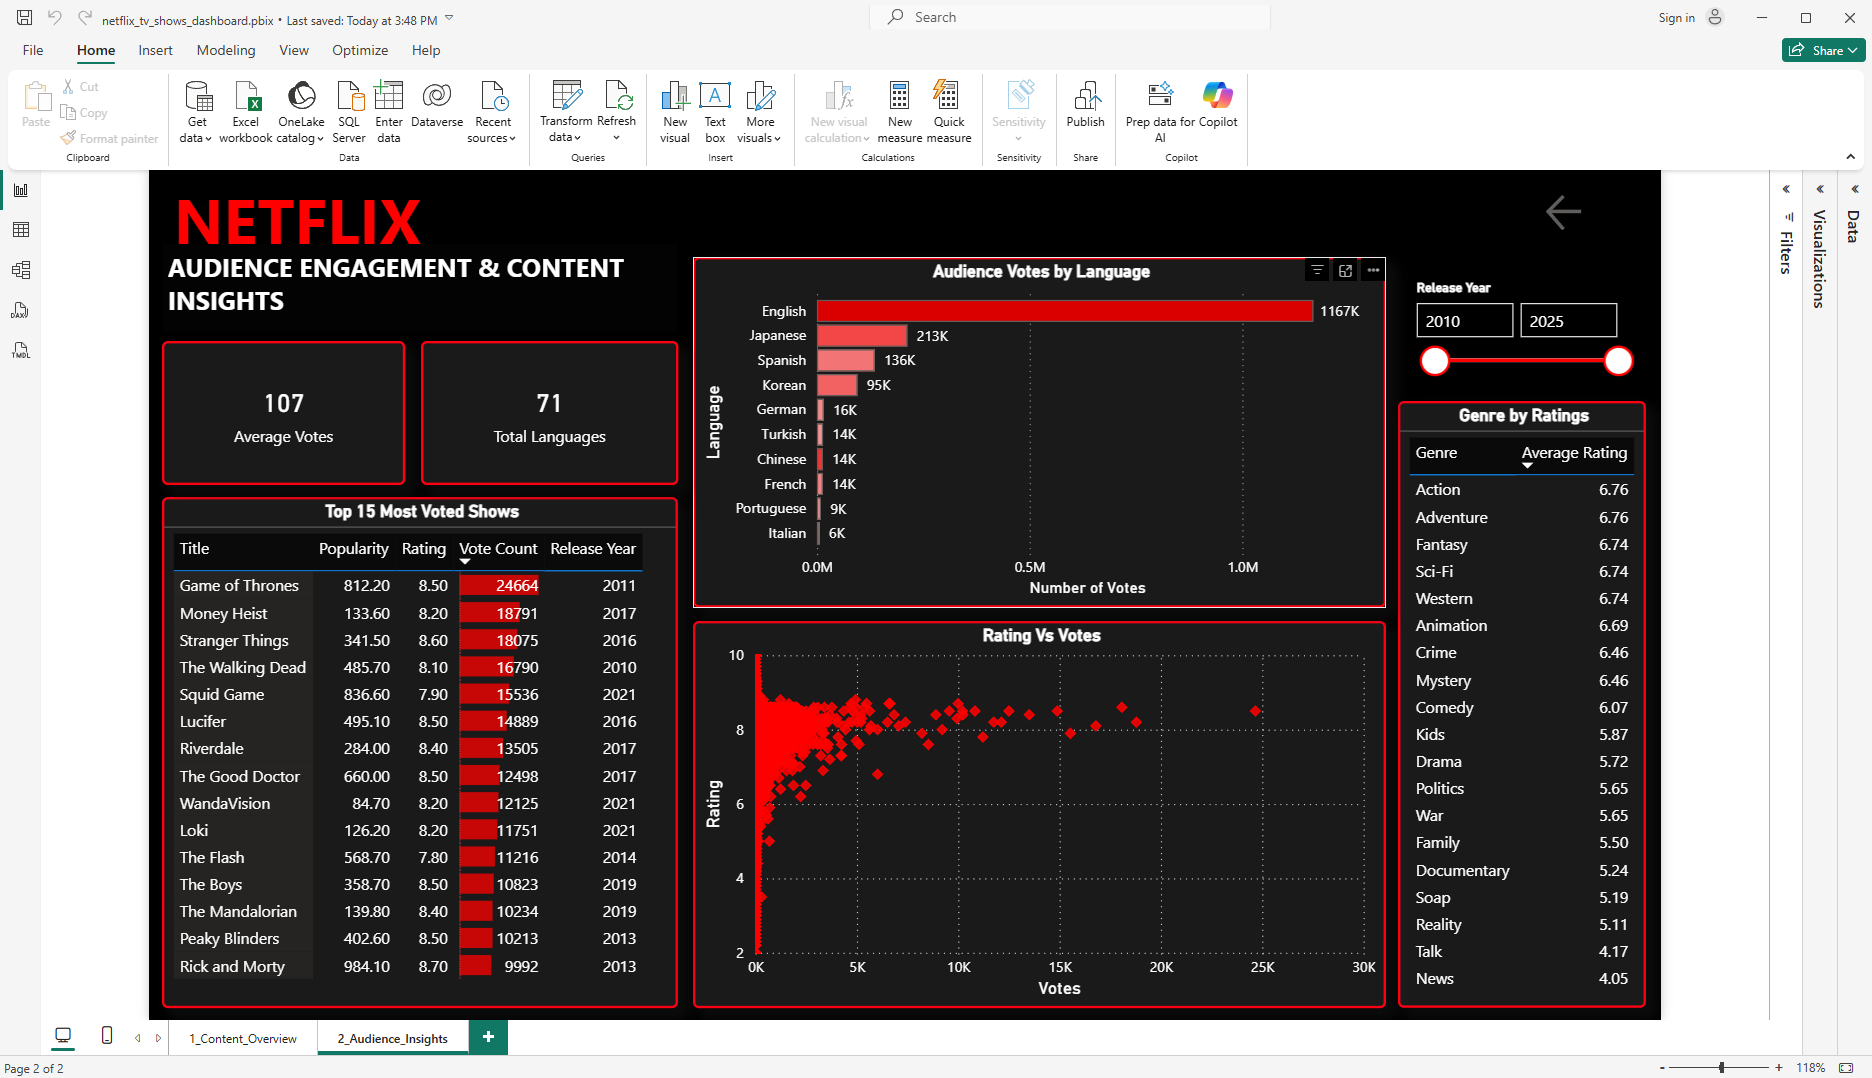 netflix_tv_shows_dashboard.pbix • Last saved: Today at 3:48 PM
Search
Sign in
File Home Insert Modeling View Optimize Help
Share
Paste
Cut
Copy
Format painter
Clipboard
Get data
Excel workbook
OneLake catalog
SQL Server
Enter data
Dataverse
Recent sources
Data
Transform data
Refresh
Queries
New visual
Text box
More visuals
Insert
New visual calculation
New measure
Quick measure
Calculations
Sensitivity
Sensitivity
Publish
Share
Prep data for AI
Copilot
Copilot
DAX
TMDL
NETFLIX
AUDIENCE ENGAGEMENT & CONTENT
INSIGHTS
107
Average Votes
71
Total Languages
Top 15 Most Voted Shows
Title Popularity Rating Vote Count Release Year
Game of Thrones 812.20 8.50 24664 2011
Money Heist 133.60 8.20 18791 2017
Stranger Things 341.50 8.60 18075 2016
The Walking Dead 485.70 8.10 16790 2010
Squid Game 836.60 7.90 15536 2021
Lucifer 495.10 8.50 14889 2016
Riverdale 284.00 8.40 13505 2017
The Good Doctor 660.00 8.50 12498 2017
WandaVision 84.70 8.20 12125 2021
Loki 126.20 8.20 11751 2021
The Flash 568.70 7.80 11216 2014
The Boys 358.70 8.50 10823 2019
The Mandalorian 139.80 8.40 10234 2019
Peaky Blinders 402.60 8.50 10213 2013
Rick and Morty 984.10 8.70 9992 2013
Audience Votes by Language
Language
English 1167K
Japanese 213K
Spanish 136K
Korean 95K
German 16K
Turkish 14K
Chinese 14K
French 14K
Portuguese 9K
Italian 6K
0.0M 0.5M 1.0M
Number of Votes
Rating Vs Votes
Rating
10
8
6
4
2
0K 5K 10K 15K 20K 25K 30K
Votes
Release Year
2010 2025
Genre by Ratings
Genre Average Rating
Action 6.76
Adventure 6.76
Fantasy 6.74
Sci-Fi 6.74
Western 6.74
Animation 6.69
Crime 6.46
Mystery 6.46
Comedy 6.07
Kids 5.87
Drama 5.72
Politics 5.65
War 5.65
Family 5.50
Documentary 5.24
Soap 5.19
Reality 5.11
Talk 4.17
News 4.05
Filters
Visualizations
Data
1_Content_Overview
2_Audience_Insights
+
Page 2 of 2
- + 118%